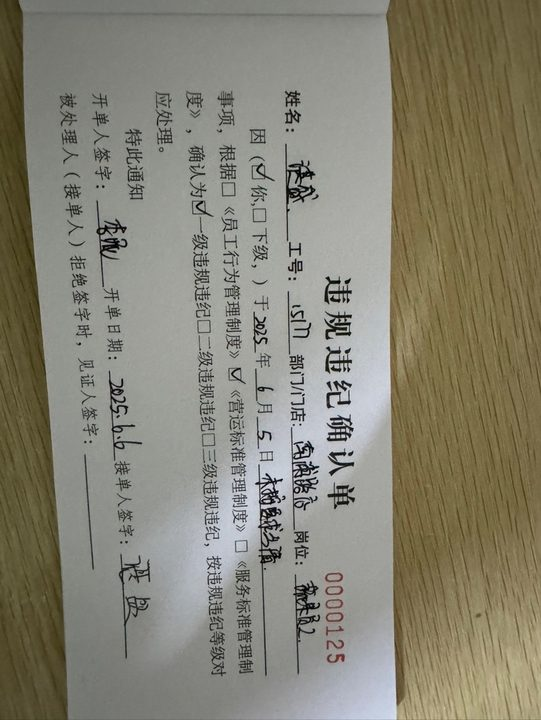 违规违纪确认单
0000125
姓名： 工号： 部门/门店： 岗位：
因（☑你,☐下级，）于2025年6月5日
事项，根据☐《员工行为管理制度》☑《营运标准管理制度》☐《服务标准管理制
度》，确认为☑一级违规违纪☐二级违规违纪☐三级违规违纪，按违规违纪等级对
应处理。
特此通知
开单人签字： 开单日期：2025.6.6 接单人签字：
被处理人（接单人）拒绝签字时，见证人签字：